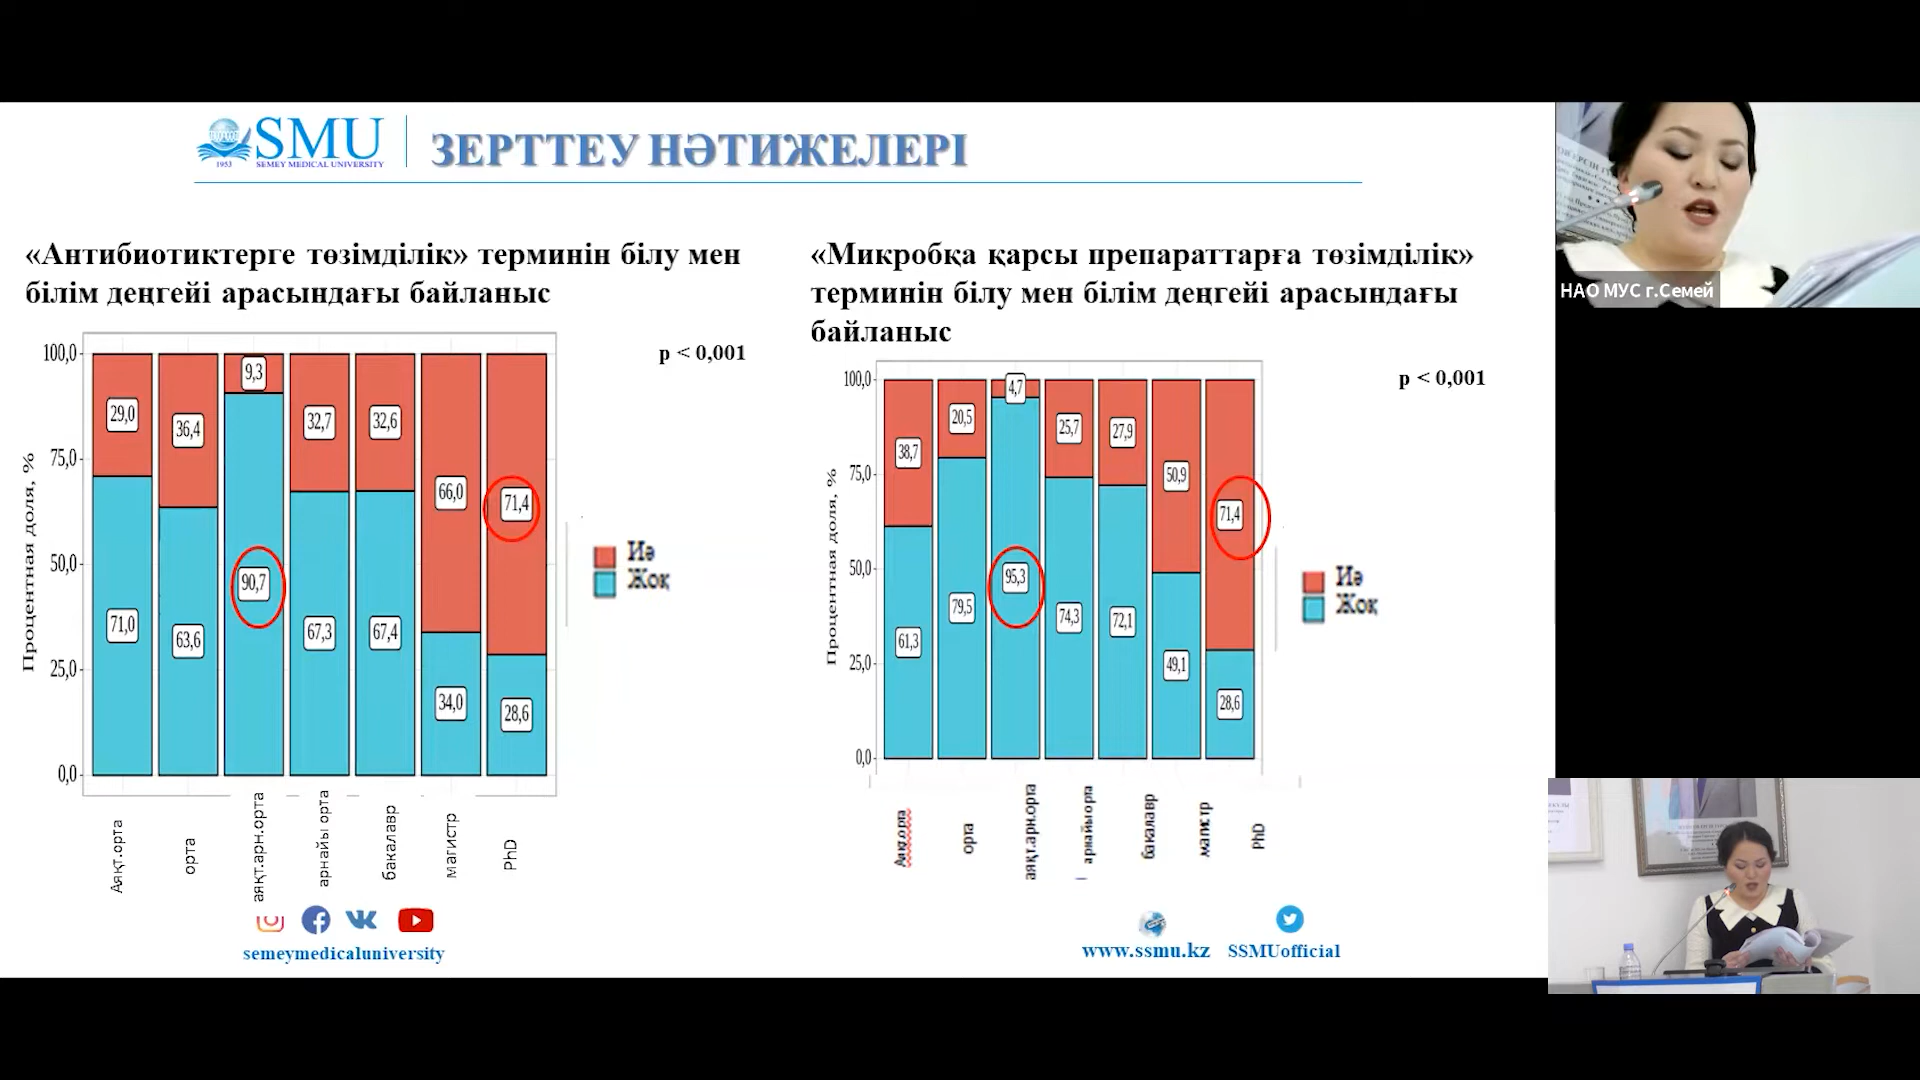 SMU
1953
SEMEY MEDICAL UNIVERSITY
ЗЕРТТЕУ НӘТИЖЕЛЕРІ
«Антибиотиктерге төзімділік» терминін білу мен
білім деңгейі арасындағы байланыс
p < 0,001
Процентная доля, %
100,0
75,0
50,0
25,0
0,0
29,0
36,4
9,3
32,7
32,6
66,0
71,4
71,0
63,6
90,7
67,3
67,4
34,0
28,6
Иә
Жоқ
Аяқт.орта
орта
аяқт.арн.орта
арнайы орта
бакалавр
магистр
PhD
«Микробқа қарсы препараттарға төзімділік»
терминін білу мен білім деңгейі арасындағы
байланыс
p < 0,001
Процентная доля, %
100,0
75,0
50,0
25,0
0,0
38,7
20,5
4,7
25,7
27,9
50,9
71,4
61,3
79,5
95,3
74,3
72,1
49,1
28,6
Иә
Жоқ
Аяқ.орта
орта
аяқт.арн.орта
арнайы орта
бакалавр
магистр
PhD
semeymedicaluniversity
www.ssmu.kz
SSMUofficial
НАО МУС г.Семей